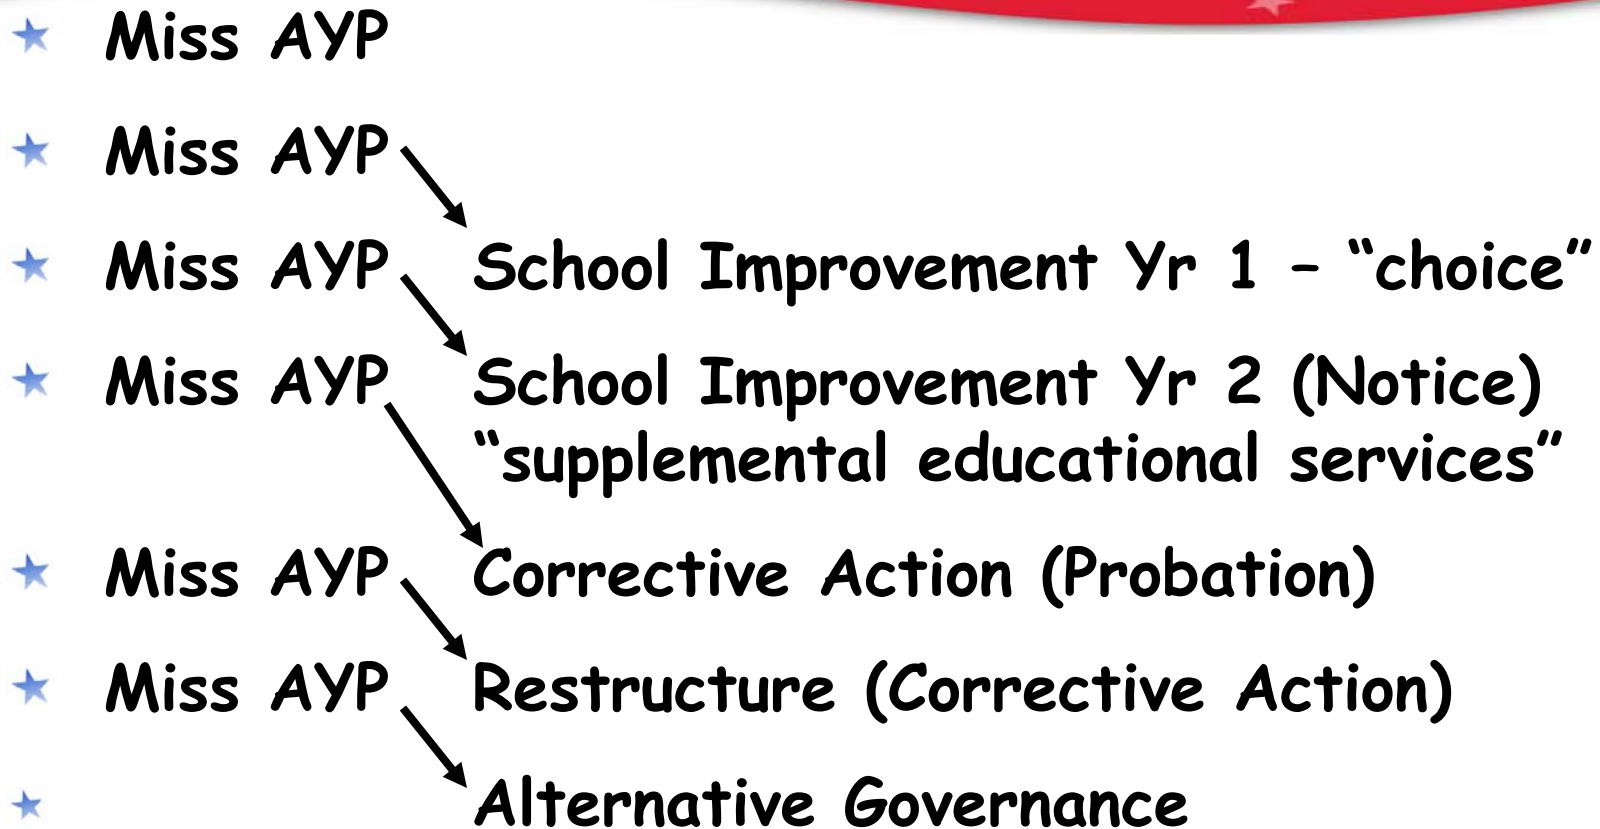 Miss AYP
Miss AYP
Miss AYP School Improvement Yr 1 – “choice”
Miss AYP School Improvement Yr 2 (Notice)
“supplemental educational services”
Miss AYP Corrective Action (Probation)
Miss AYP Restructure (Corrective Action)
Alternative Governance